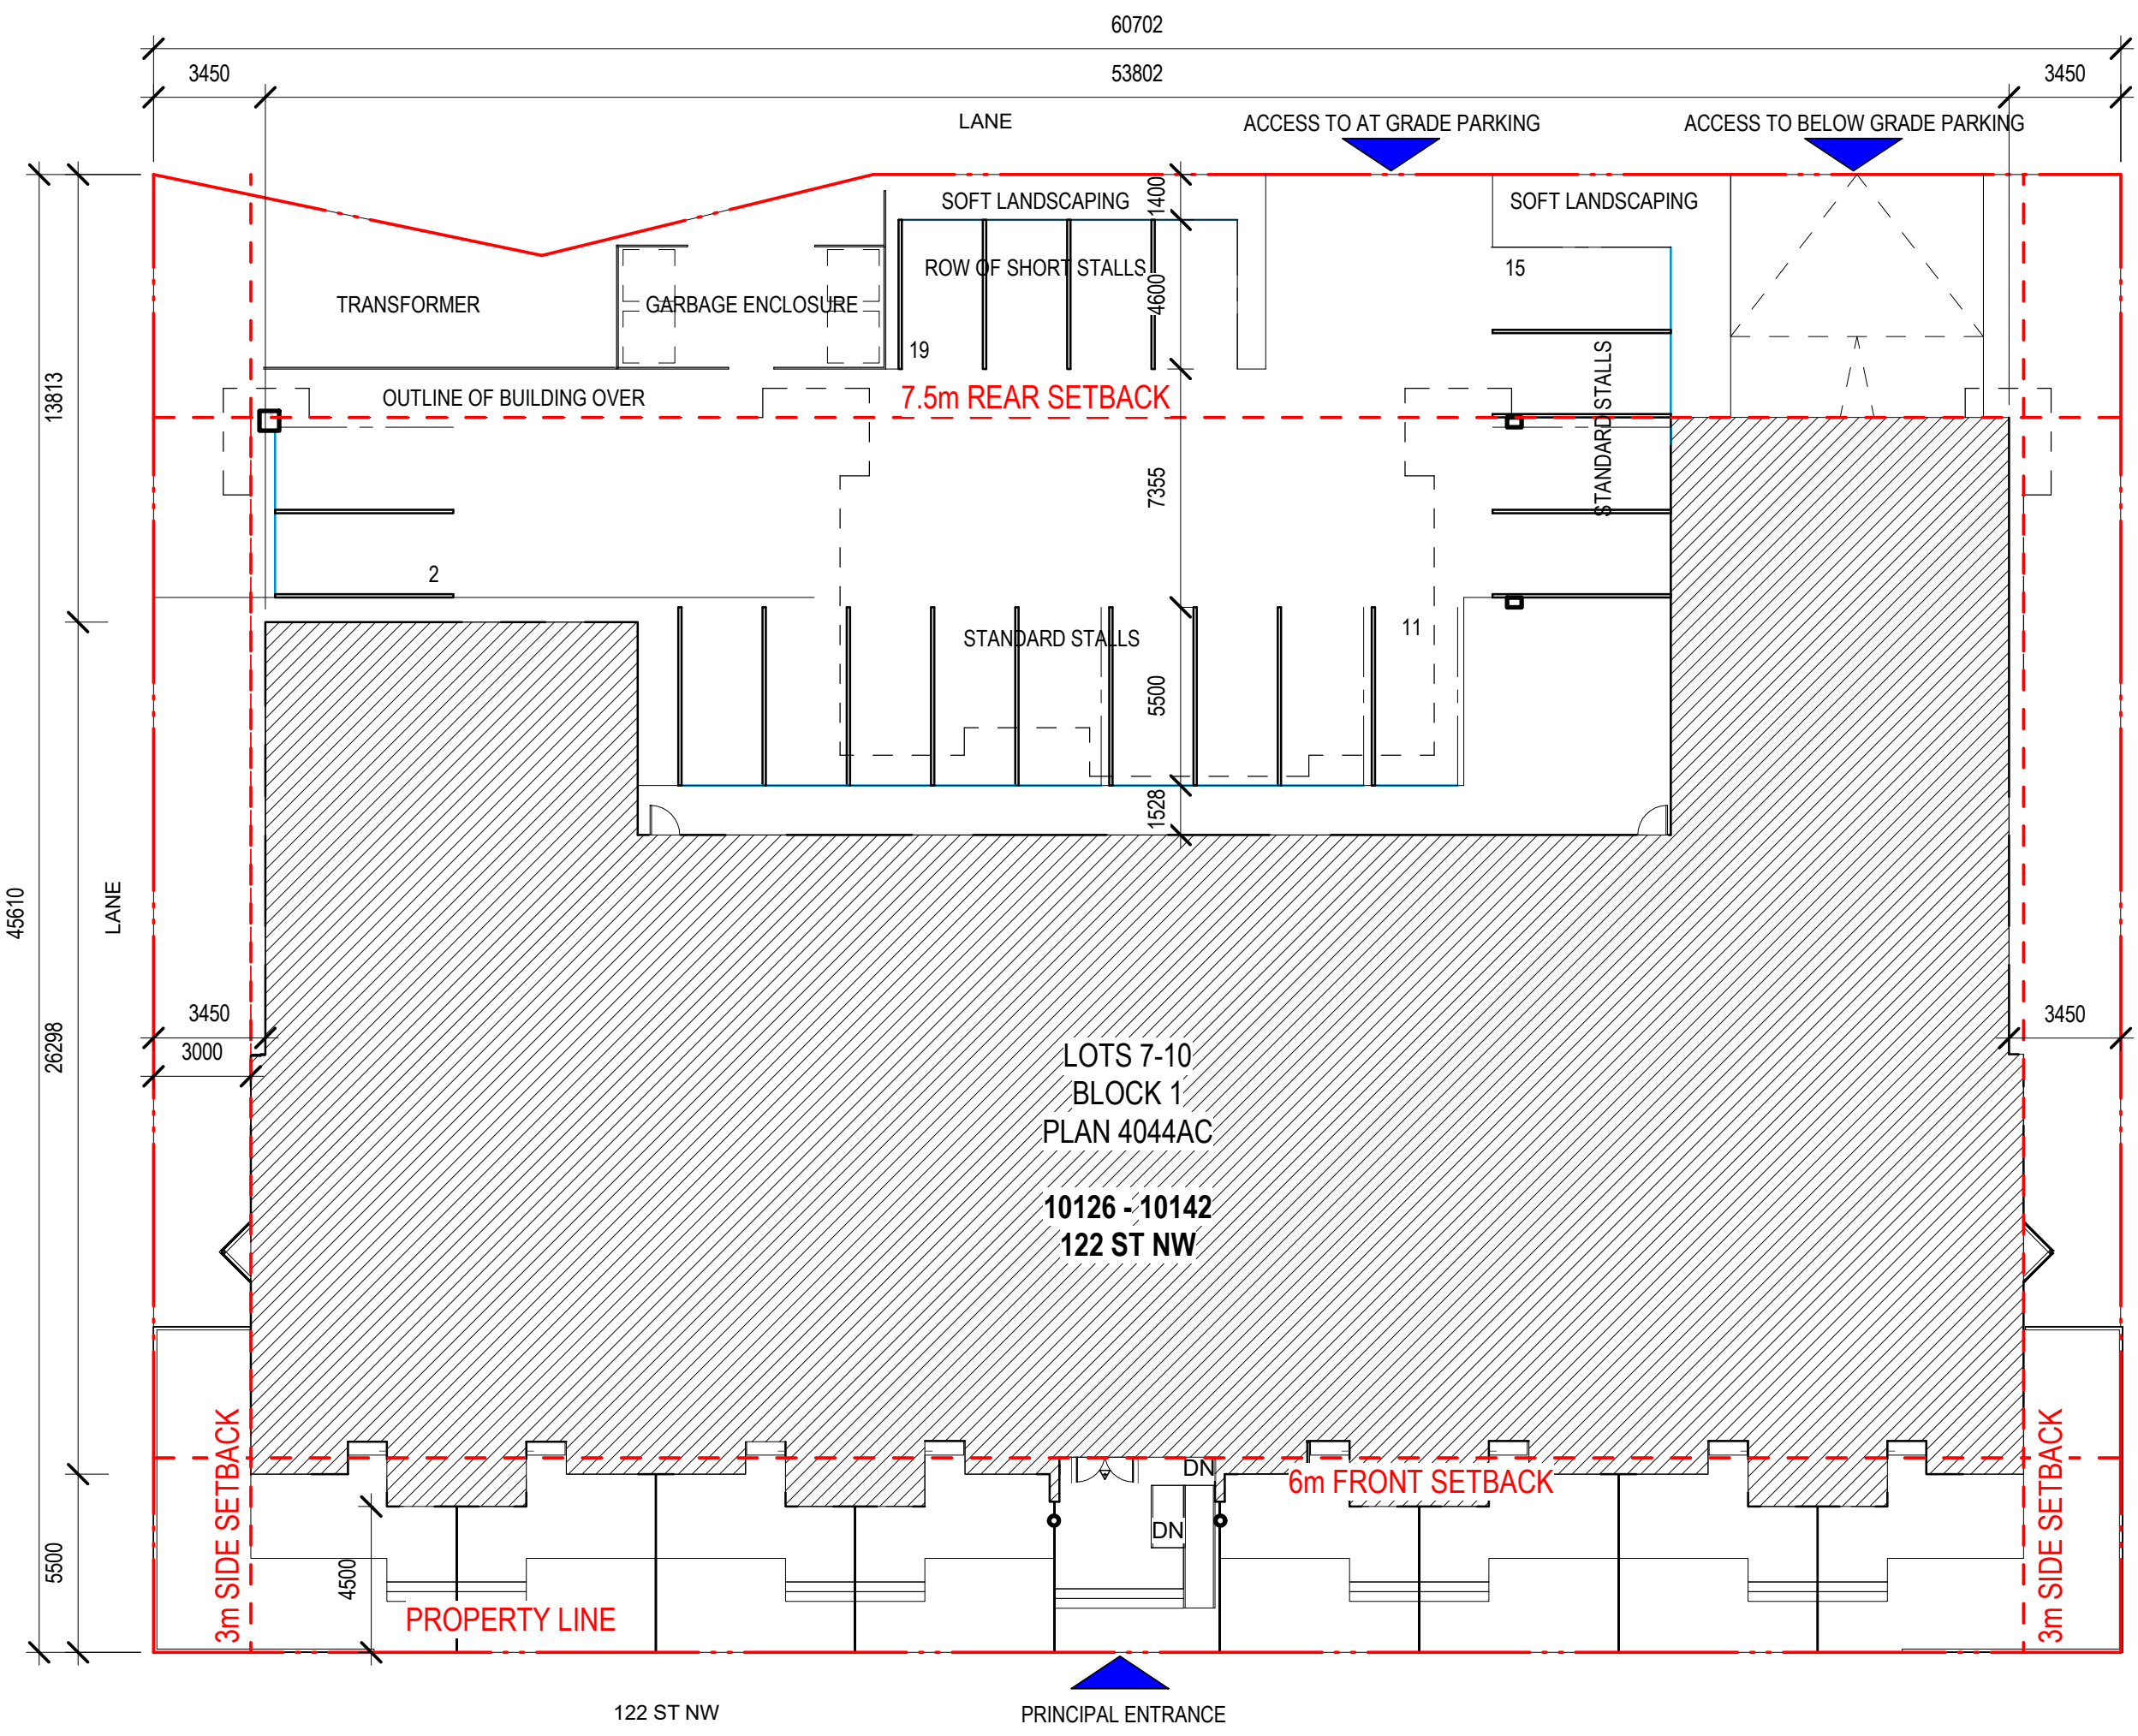 60702
3450
53802
3450
LANE
ACCESS TO AT GRADE PARKING
ACCESS TO BELOW GRADE PARKING
SOFT LANDSCAPING
1400
SOFT LANDSCAPING
ROW OF SHORT STALLS
15
TRANSFORMER
GARBAGE ENCLOSURE
4600
19
13813
OUTLINE OF BUILDING OVER
7.5m REAR SETBACK
STANDARD STALLS
7355
2
11
STANDARD STALLS
5500
1528
45610
LANE
26298
3450
3450
3000
LOTS 7-10
BLOCK 1
PLAN 4044AC
10126 - 10142
122 ST NW
DN
6m FRONT SETBACK
DN
3m SIDE SETBACK
3m SIDE SETBACK
5500
4500
PROPERTY LINE
122 ST NW
PRINCIPAL ENTRANCE